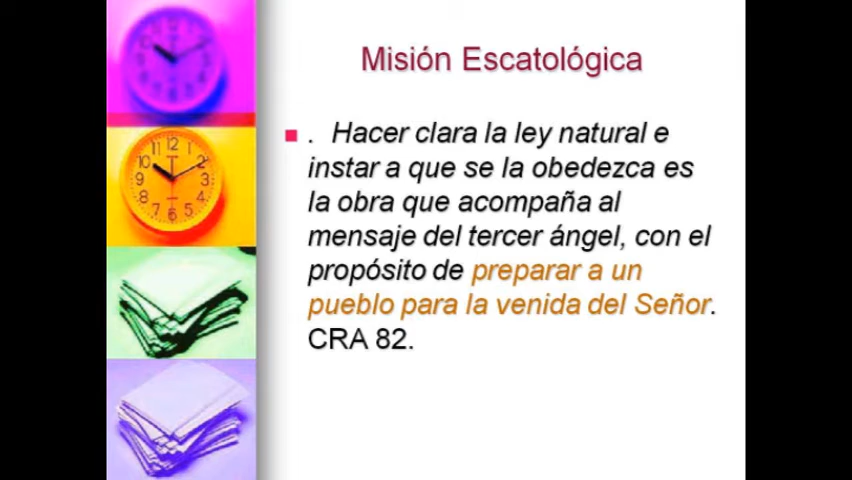 Misión Escatológica
. Hacer clara la ley natural e
instar a que se la obedezca es
la obra que acompaña al
mensaje del tercer ángel, con el
propósito de preparar a un
pueblo para la venida del Señor.
CRA 82.